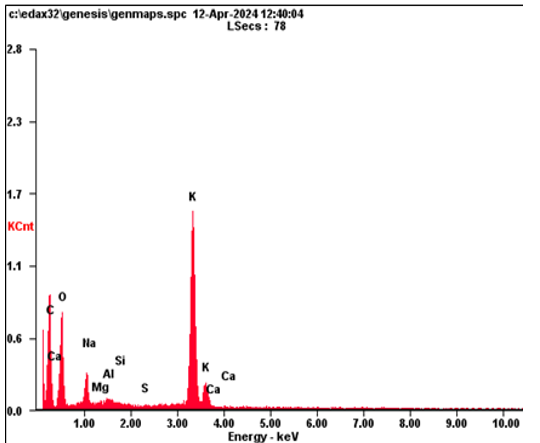 c:\edax32\genesis\genmaps.spc 12-Apr-2024 12:40:04
LSecs : 78
2.8
2.3
1.7
K
KCnt
1.1
O
C
0.6
Na
Ca
Si
K
Al
Ca
Mg
S
Ca
0.0
1.00 2.00 3.00 4.00 5.00 6.00 7.00 8.00 9.00 10.00
Energy - keV